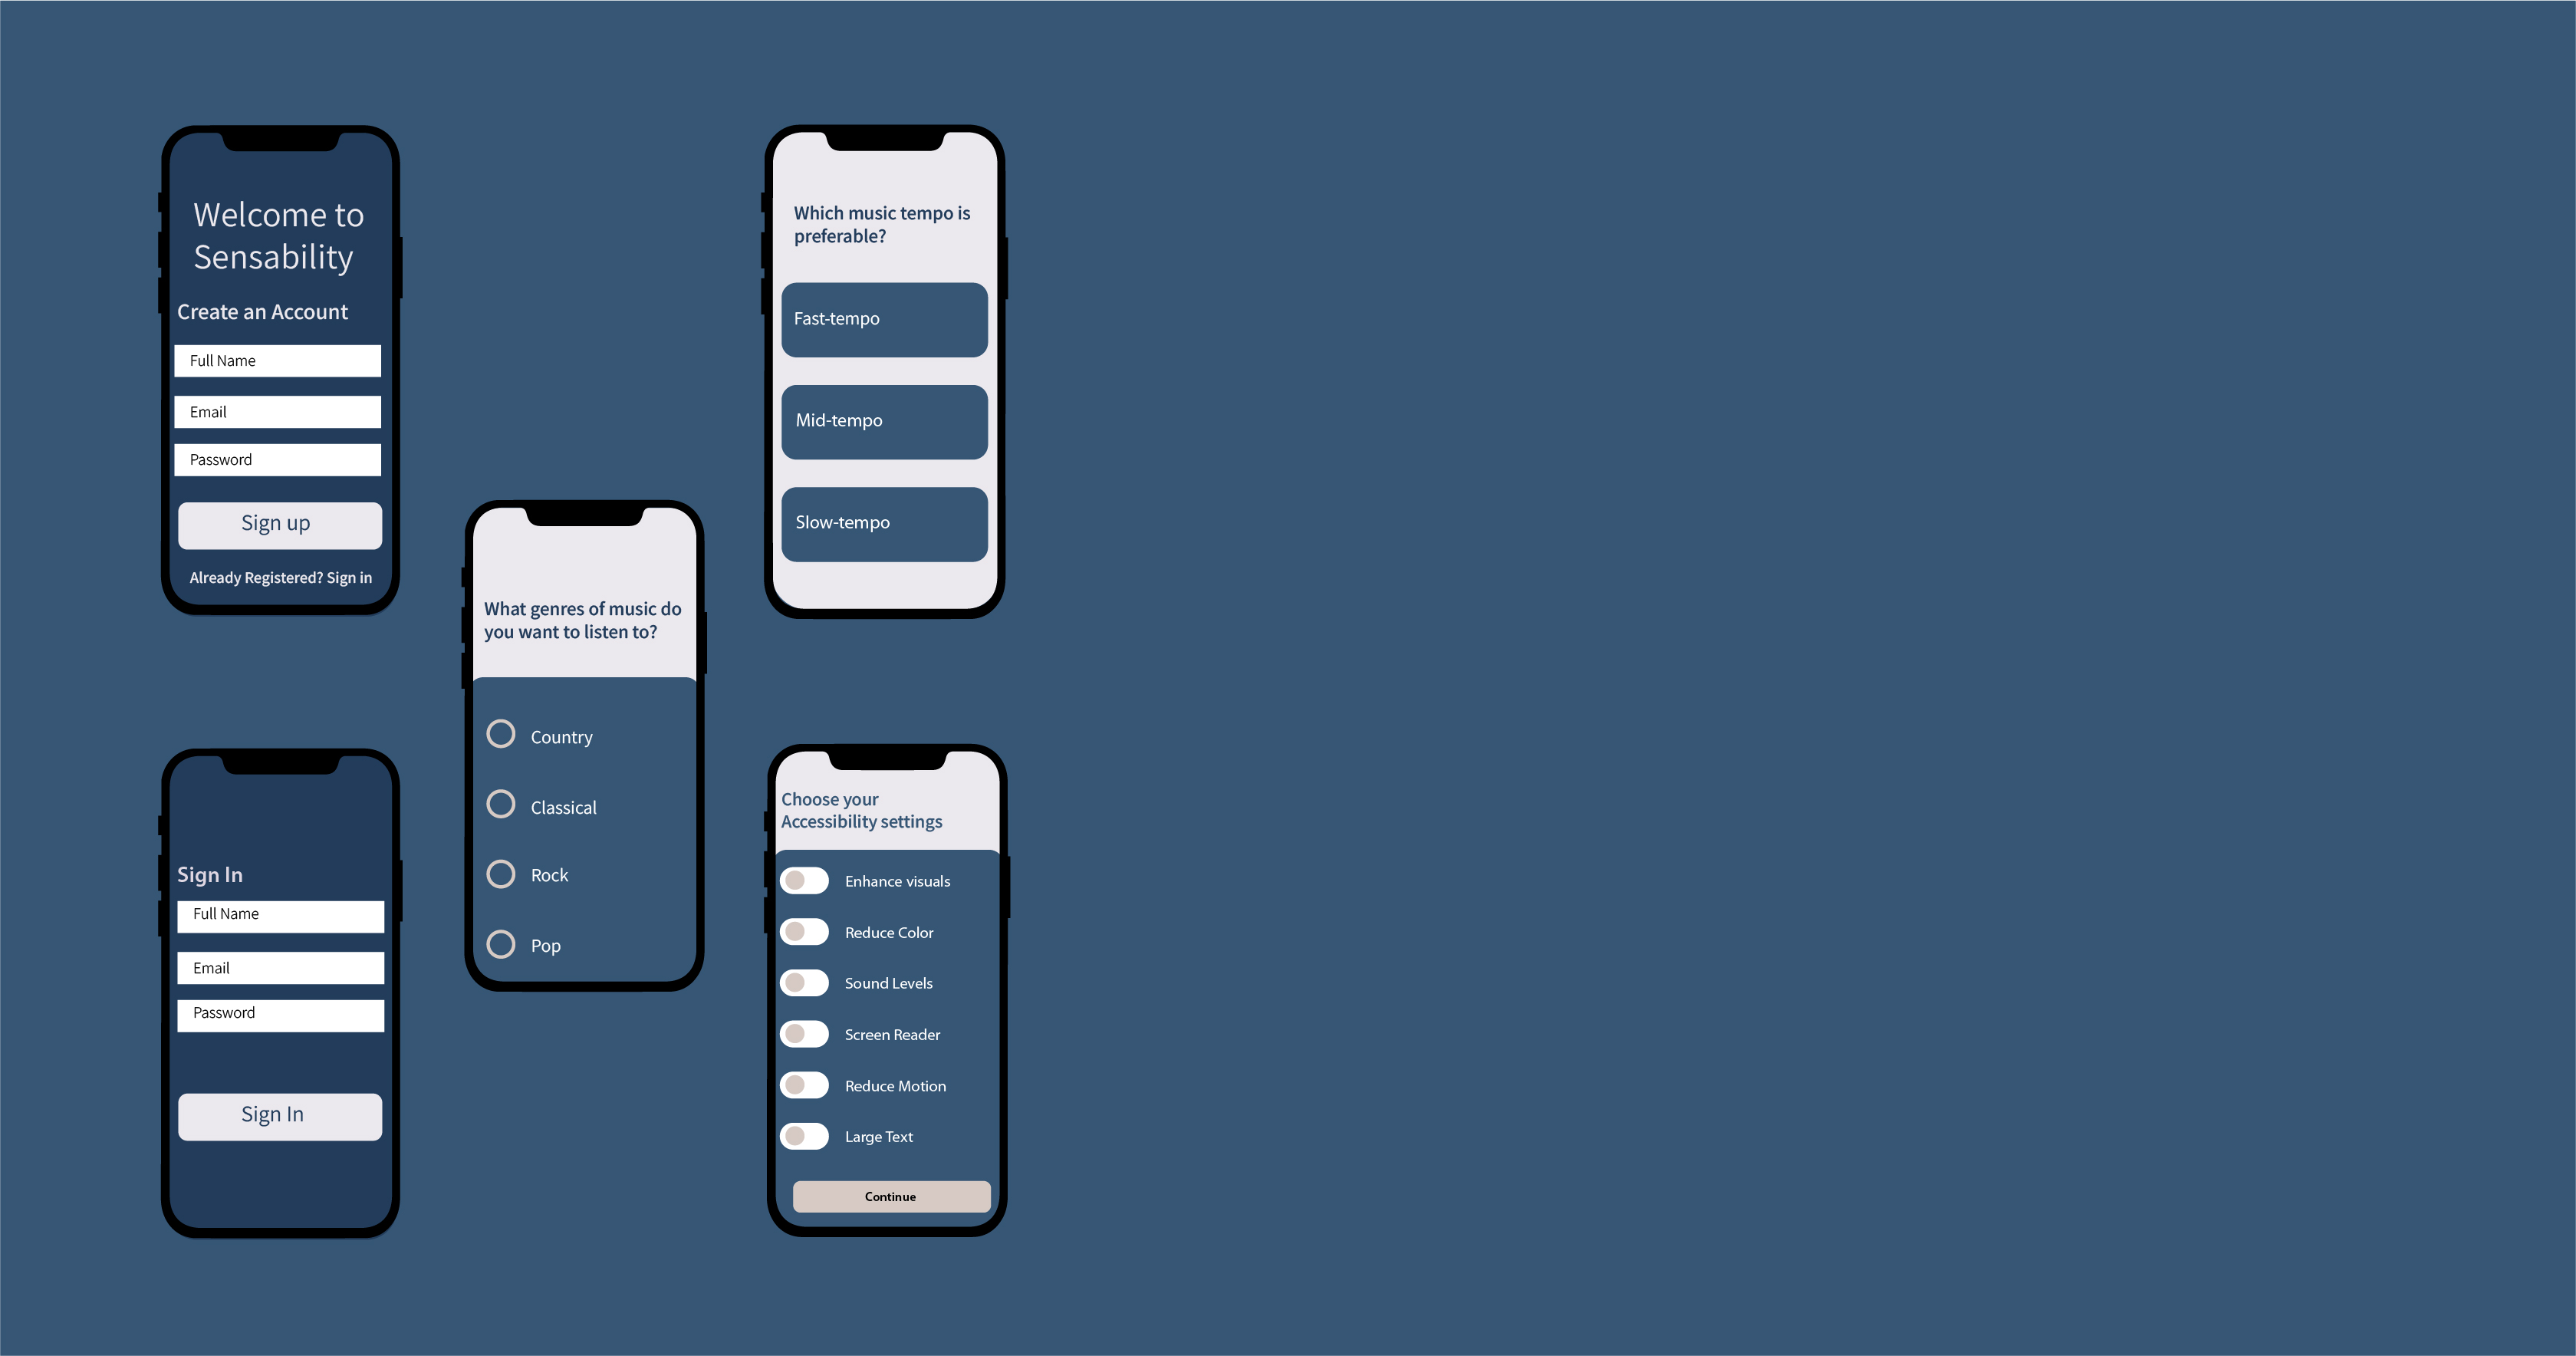 Welcome to
Sensability
Create an Account
Full Name
Email
Password
Sign up
Already Registered? Sign in
Sign In
Full Name
Email
Password
Sign In
What genres of music do
you want to listen to?
Country
Classical
Rock
Pop
Which music tempo is
preferable?
Fast-tempo
Mid-tempo
Slow-tempo
Choose your
Accessibility settings
Enhance visuals
Reduce Color
Sound Levels
Screen Reader
Reduce Motion
Large Text
Continue